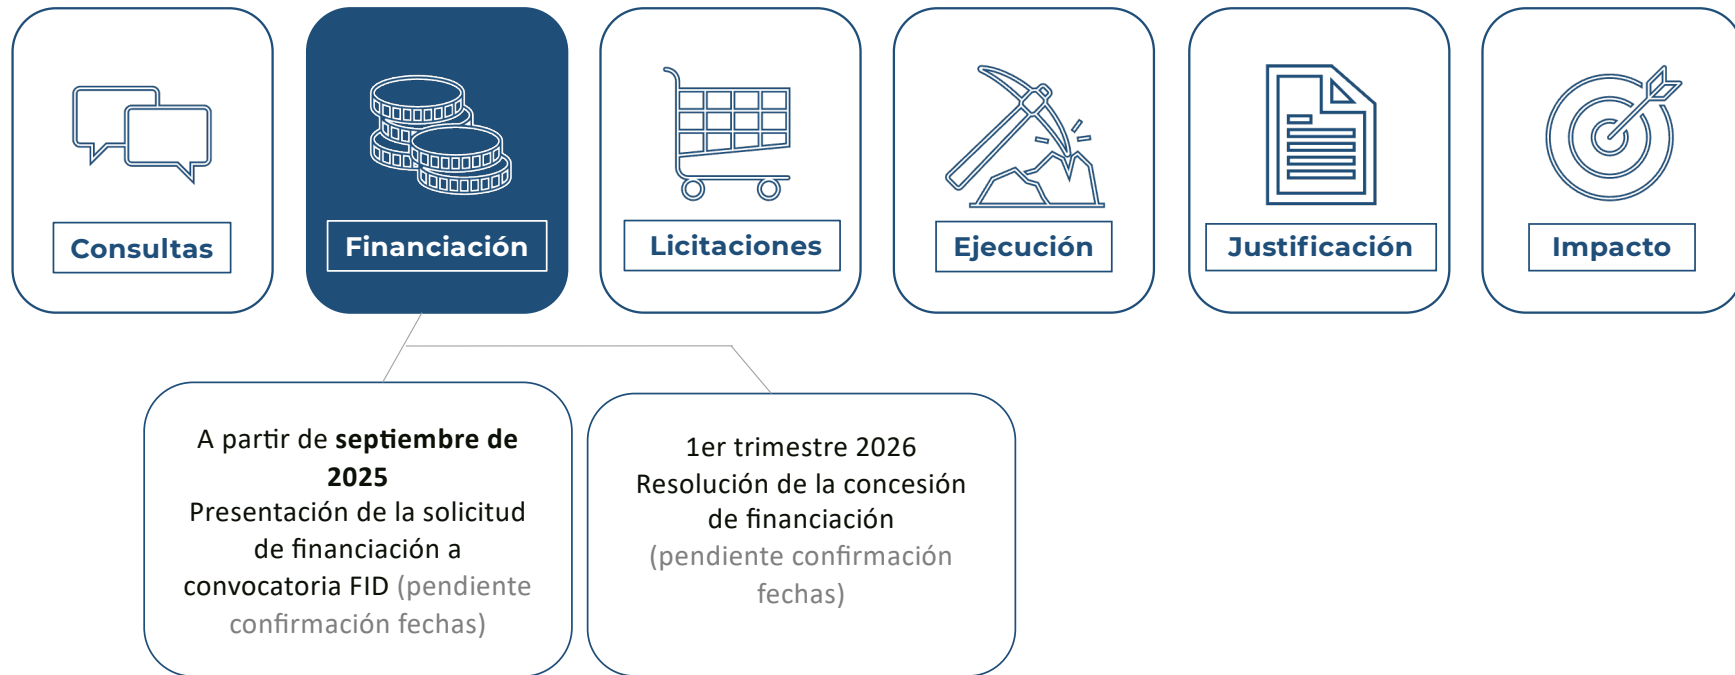 Consultas
Financiación
Licitaciones
Ejecución
Justificación
Impacto
A partir de septiembre de
2025
Presentación de la solicitud
de financiación a
convocatoria FID (pendiente
confirmación fechas)
1er trimestre 2026
Resolución de la concesión
de financiación
(pendiente confirmación
fechas)